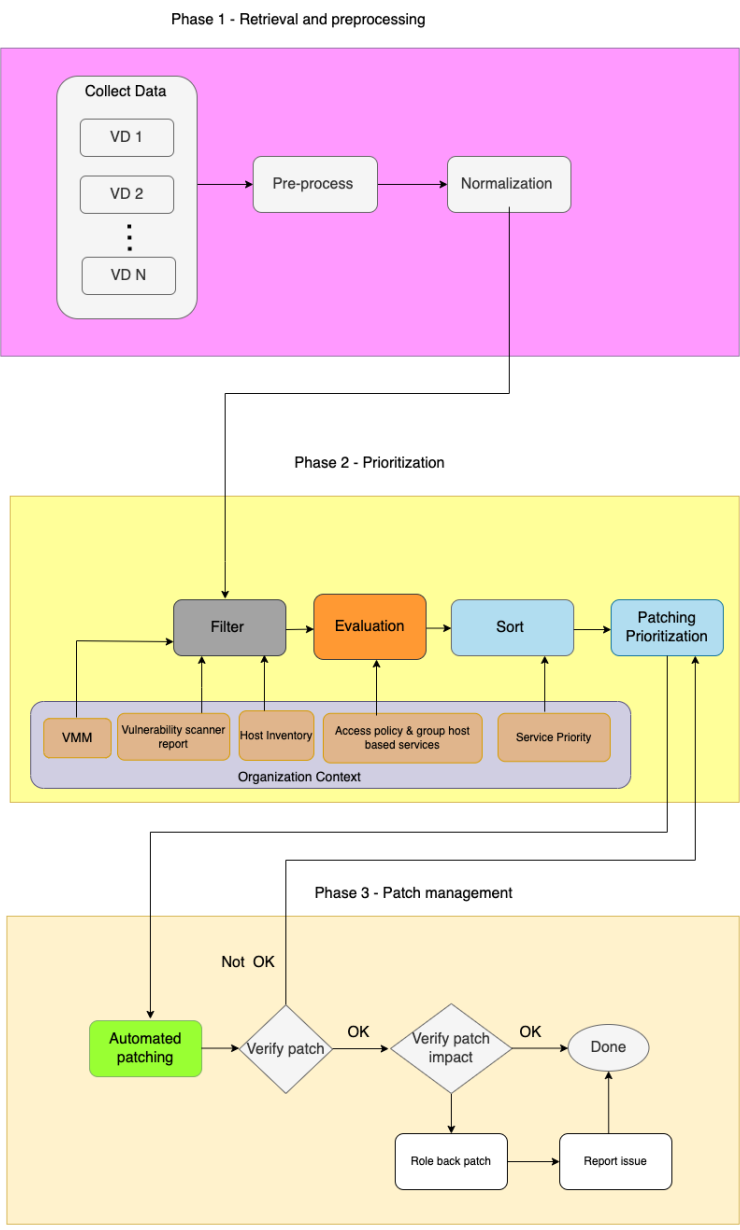 Phase 1 - Retrieval and preprocessing
Collect Data
VD 1
VD 2
VD N
Pre-process
Normalization
Phase 2 - Prioritization
Filter
Evaluation
Sort
Patching
Prioritization
VMM
Vulnerability scanner
report
Host Inventory
Access policy & group host
based services
Service Priority
Organization Context
Phase 3 - Patch management
Not OK
Automated
patching
Verify patch
OK
Verify patch
impact
OK
Done
Role back patch
Report issue